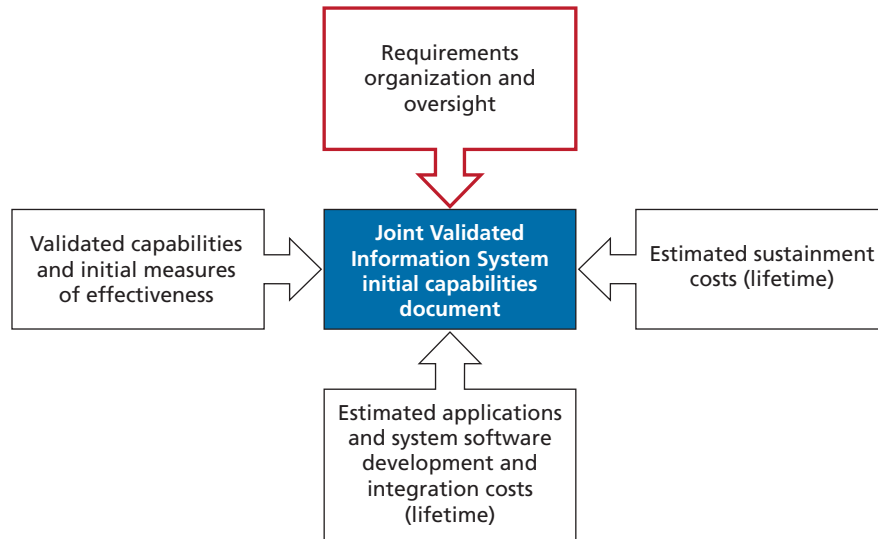 Requirements
organization and
oversight
Validated capabilities
and initial measures
of effectiveness
Joint Validated
Information System
initial capabilities
document
Estimated sustainment
costs (lifetime)
Estimated applications
and system software
development and
integration costs
(lifetime)